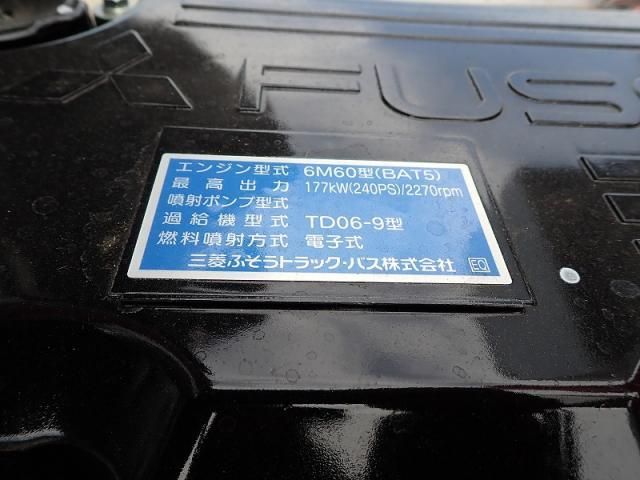 FUS
エンジン型式 6M60型(BAT5)
最高出力 177kW(240PS)/2270rpm
噴射ポンプ型式
過給機型式 TD06-9型
燃料噴射方式 電子式
三菱ふそうトラック・バス株式会社 EQ